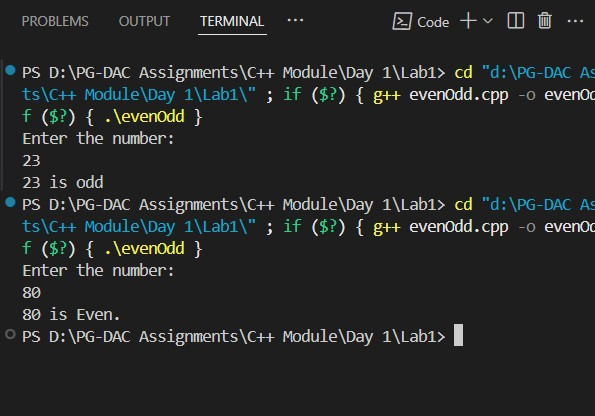 PROBLEMS OUTPUT TERMINAL ··· Code
PS D:\PG-DAC Assignments\C++ Module\Day 1\Lab1> cd "d:\PG-DAC As
ts\C++ Module\Day 1\Lab1\" ; if ($?) { g++ evenOdd.cpp -o evenO
f ($?) { .\evenOdd }
Enter the number:
23
23 is odd
PS D:\PG-DAC Assignments\C++ Module\Day 1\Lab1> cd "d:\PG-DAC As
ts\C++ Module\Day 1\Lab1\" ; if ($?) { g++ evenOdd.cpp -o evenO
f ($?) { .\evenOdd }
Enter the number:
80
80 is Even.
PS D:\PG-DAC Assignments\C++ Module\Day 1\Lab1>